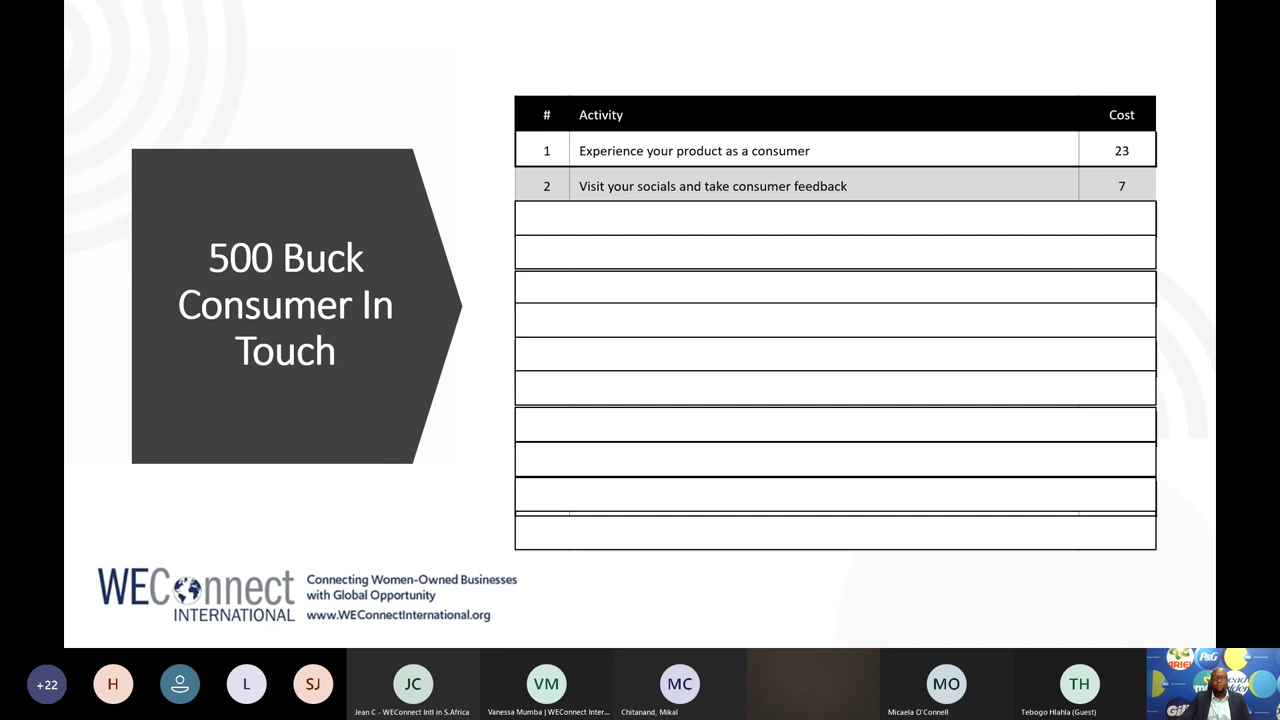 # Activity Cost
1 Experience your product as a consumer 23
2 Visit your socials and take consumer feedback 7
500 Buck
Consumer In
Touch
WEConnect
INTERNATIONAL
Connecting Women-Owned Businesses
with Global Opportunity
www.WEConnectInternational.org
+22
H
L
SJ
JC
Jean C - WEConnect Intl in S.Africa
VM
Vanessa Mumba | WEConnect Inter...
MC
Chitanand, Mikal
MO
Micaela O'Connell
TH
Tebogo Hlahla (Guest)
ARIEL
P&G